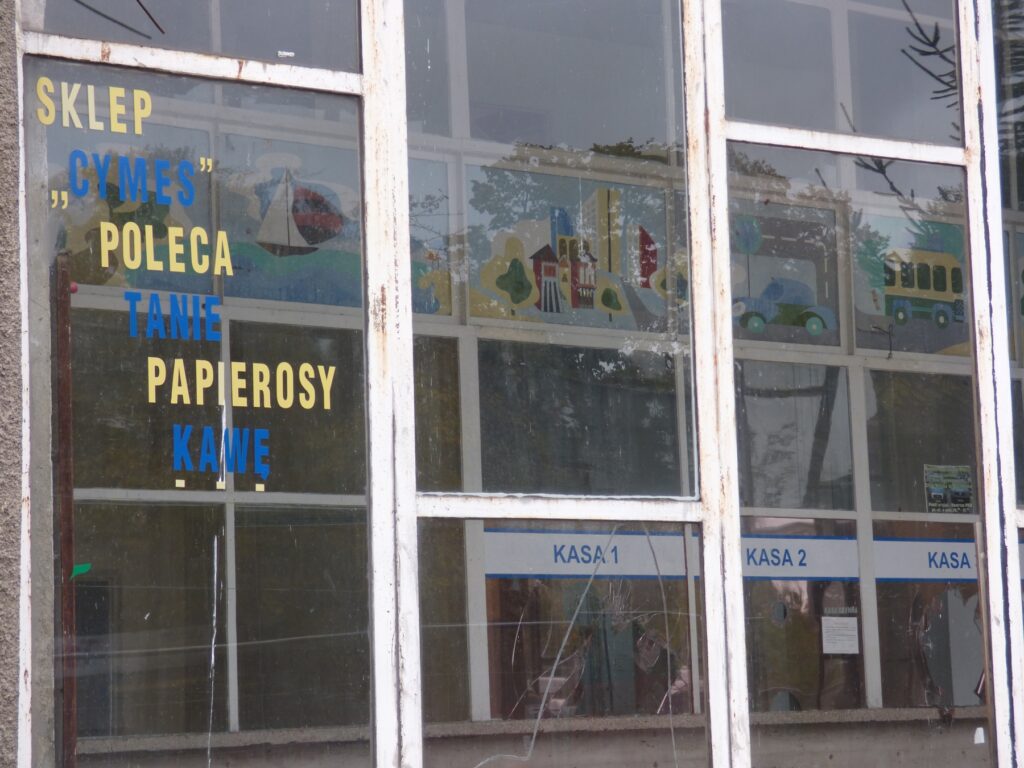 SKLEP
„CYMES”
POLECA
TANIE
PAPIEROSY
KAWĘ
. . .
KASA 1
KASA 2
KASA